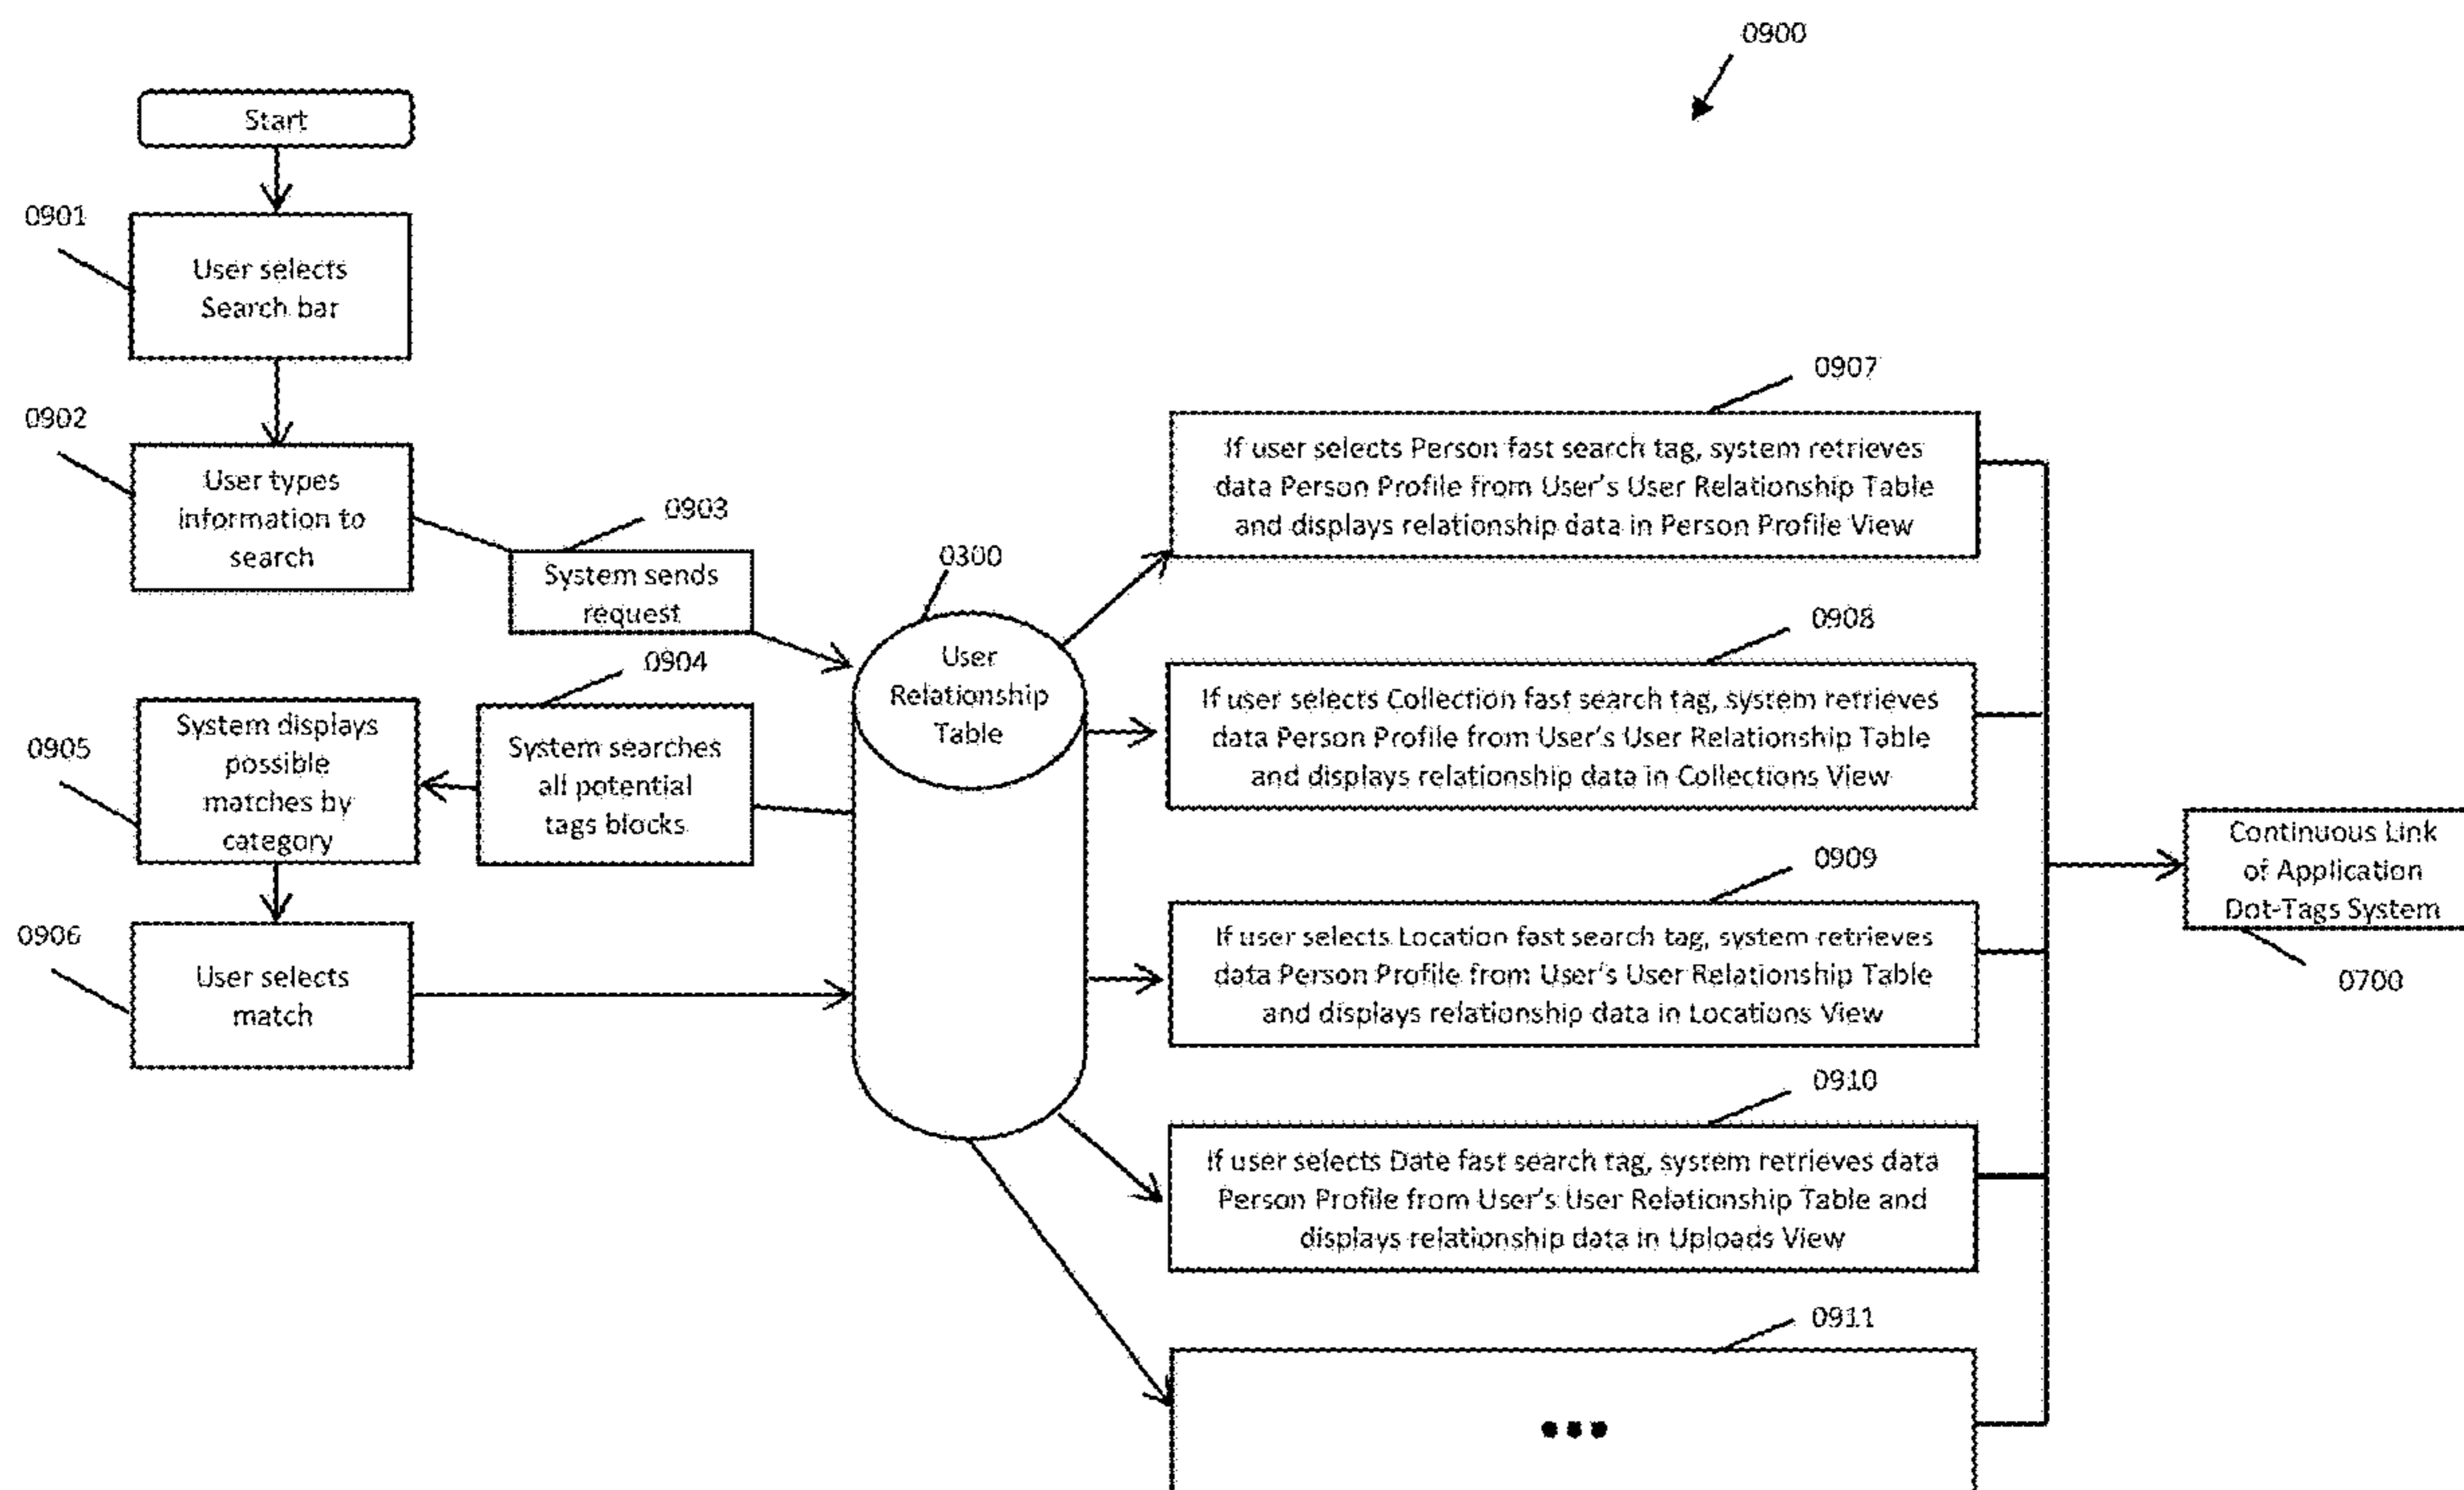 0900
Start
0901
User selects
Search bar
0902
User types
information to
search
0903
System sends
request
0300
User
Relationship
Table
0904
System searches
all potential
tags blocks
0905
System displays
possible
matches by
category
0906
User selects
match
0907
If user selects Person fast search tag, system retrieves
data Person Profile from User's User Relationship Table
and displays relationship data in Person Profile View
0908
If user selects Collection fast search tag, system retrieves
data Person Profile from User's User Relationship Table
and displays relationship data in Collections View
0909
If user selects Location fast search tag, system retrieves
data Person Profile from User's User Relationship Table
and displays relationship data in Locations View
0910
If user selects Date fast search tag, system retrieves data
Person Profile from User's User Relationship Table and
displays relationship data in Uploads View
0911
•••
Continuous Link
of Application
Dot-Tags System
0700